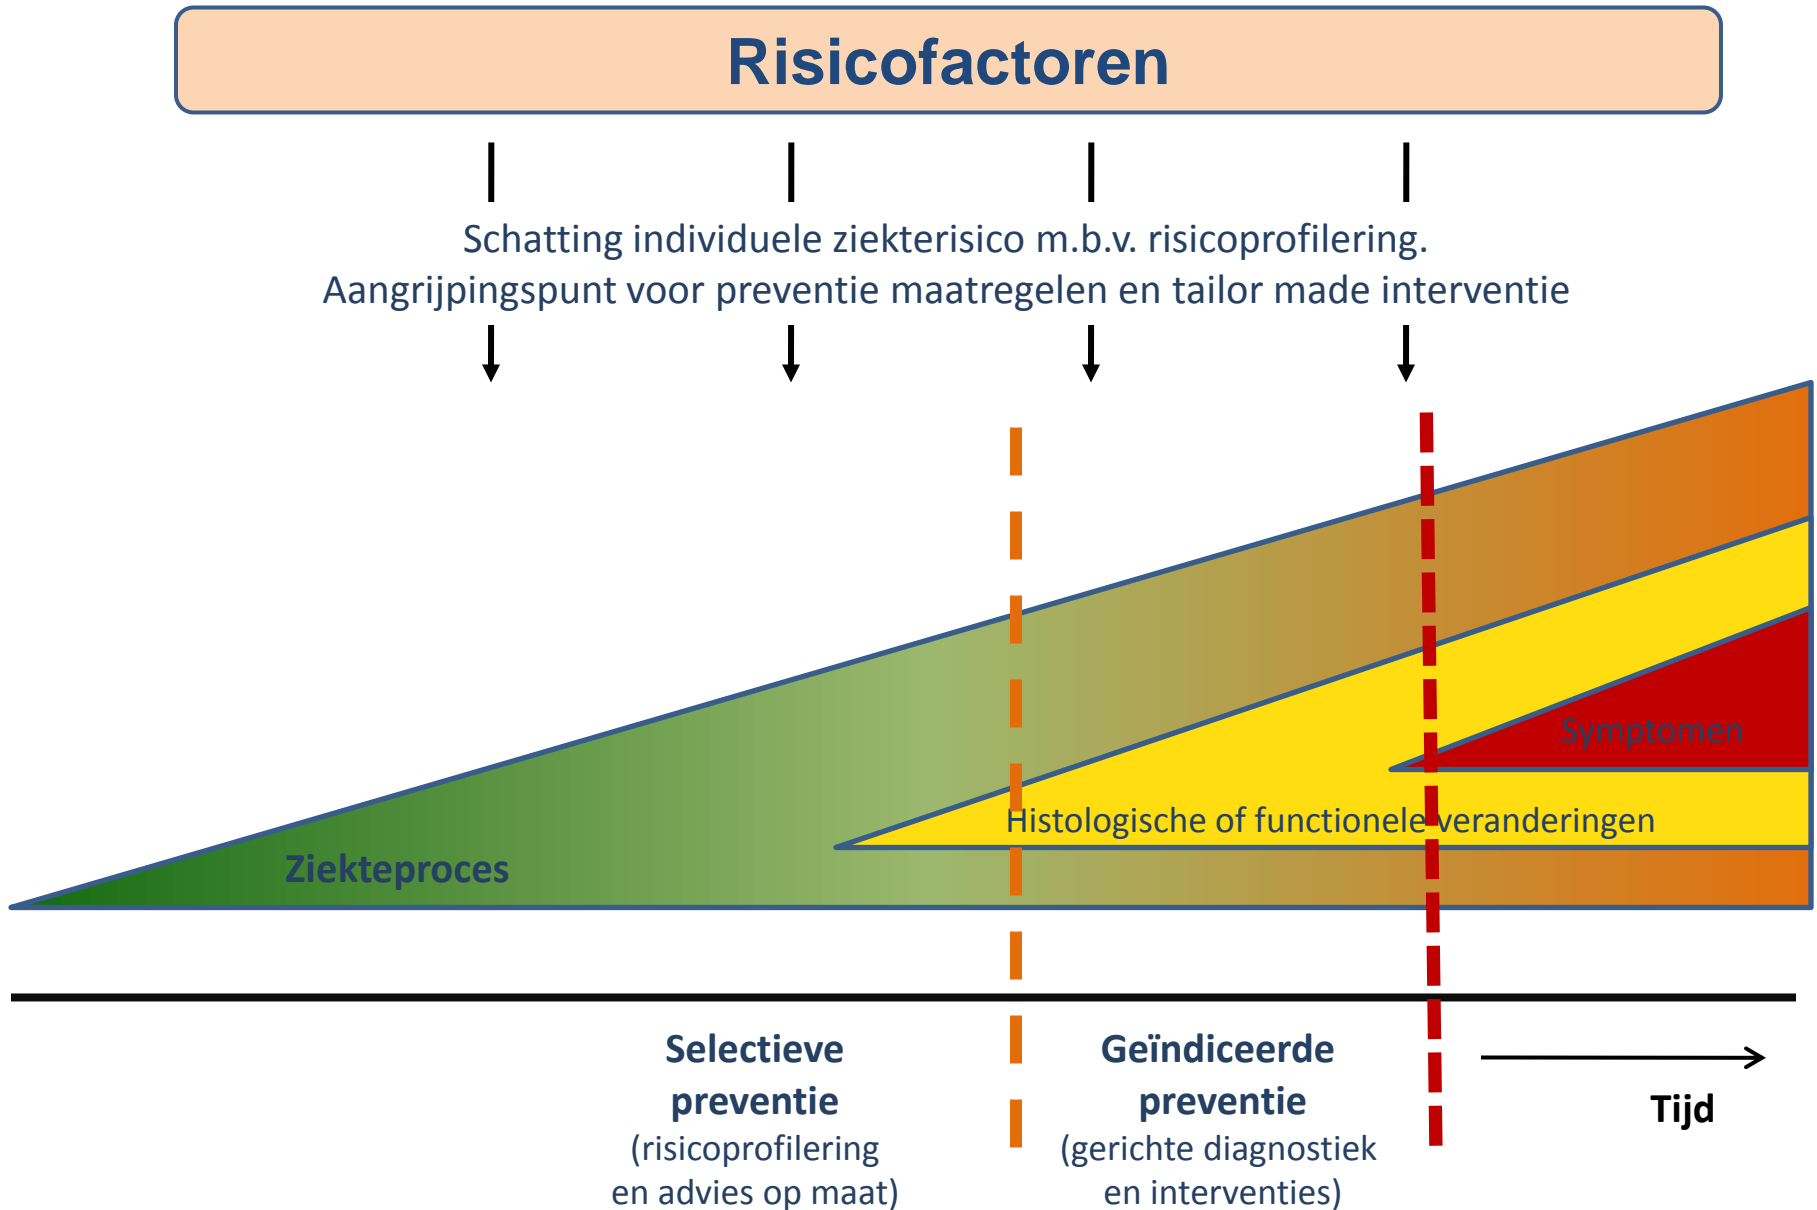 Risicofactoren
Schatting individuele ziekterisico m.b.v. risicoprofilering.
Aangrijpingspunt voor preventie maatregelen en tailor made interventie
Symptomen
Histologische of functionele veranderingen
Ziekteproces
Selectieve
preventie
(risicoprofilering
en advies op maat)
Geïndiceerde
preventie
(gerichte diagnostiek
en interventies)
Tijd